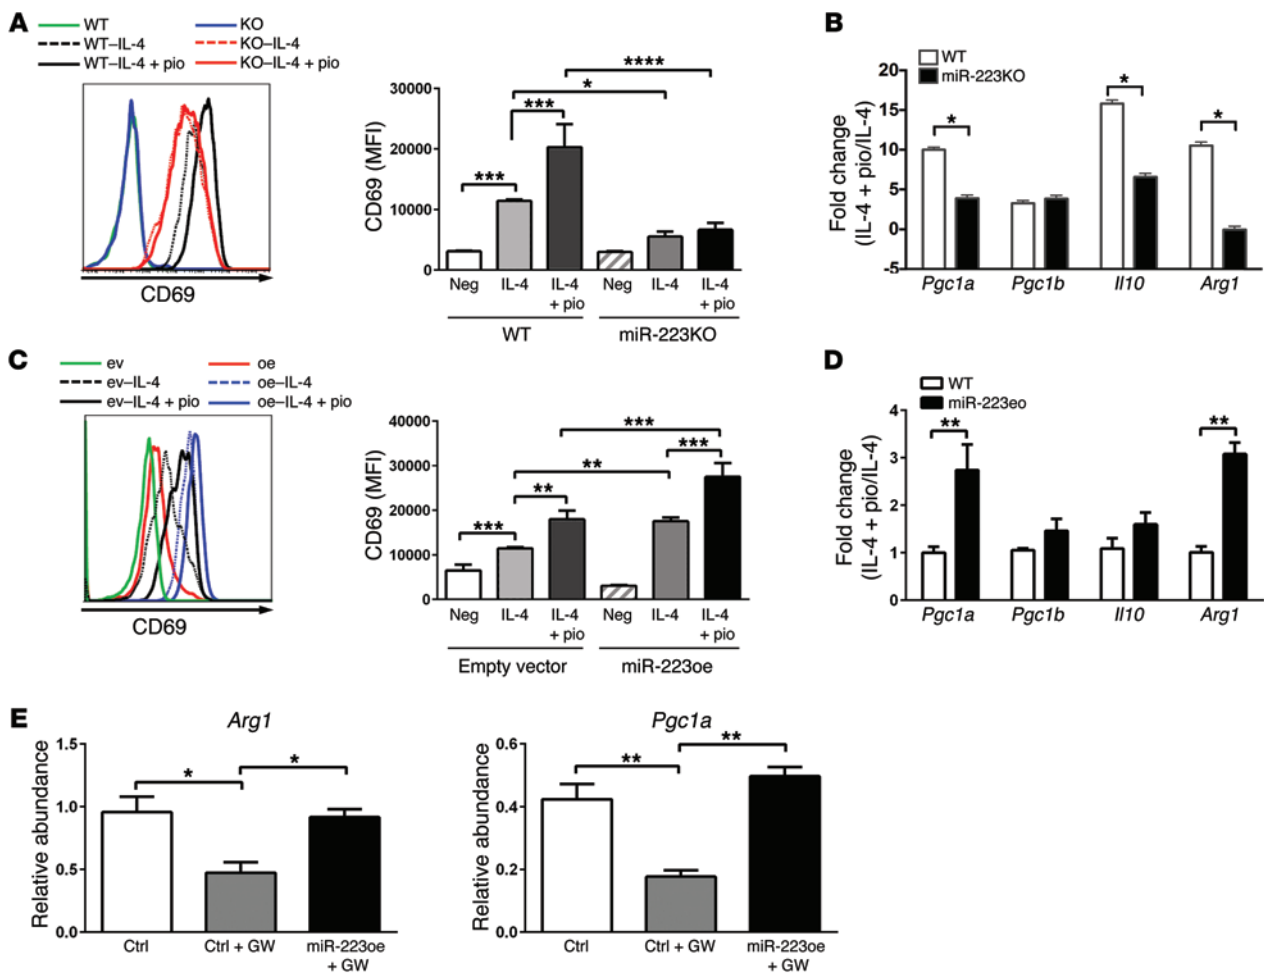 A
WT
KO
WT–IL-4
KO–IL-4
WT–IL-4 + pio
KO–IL-4 + pio
CD69
CD69 (MFI)
30000
20000
10000
0
***
***
*
****
Neg
IL-4
IL-4
+ pio
Neg
IL-4
IL-4
+ pio
WT
miR-223KO
B
WT
miR-223KO
Fold change
(IL-4 + pio/IL-4)
20
15
10
5
0
-5
*
*
*
Pgc1a
Pgc1b
Il10
Arg1
C
ev
oe
ev–IL-4
oe–IL-4
ev–IL-4 + pio
oe–IL-4 + pio
CD69
CD69 (MFI)
40000
30000
20000
10000
0
***
**
**
***
***
Neg
IL-4
IL-4
+ pio
Neg
IL-4
IL-4
+ pio
Empty vector
miR-223oe
D
WT
miR-223eo
Fold change
(IL-4 + pio/IL-4)
4
3
2
1
0
**
**
Pgc1a
Pgc1b
Il10
Arg1
E
Arg1
Relative abundance
1.5
1.0
0.5
0.0
*
*
Ctrl
Ctrl + GW
miR-223oe
+ GW
Pgc1a
Relative abundance
0.6
0.4
0.2
0.0
**
**
Ctrl
Ctrl + GW
miR-223oe
+ GW